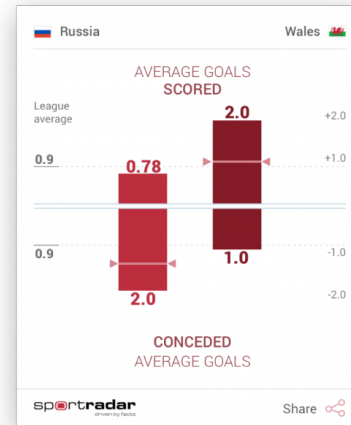 Russia
Wales
AVERAGE GOALS
SCORED
League
average
2.0
+2.0
0.9
0.78
+1.0
0.9
1.0
-1.0
2.0
-2.0
CONCEDED
AVERAGE GOALS
sportradar
driven by facts
Share